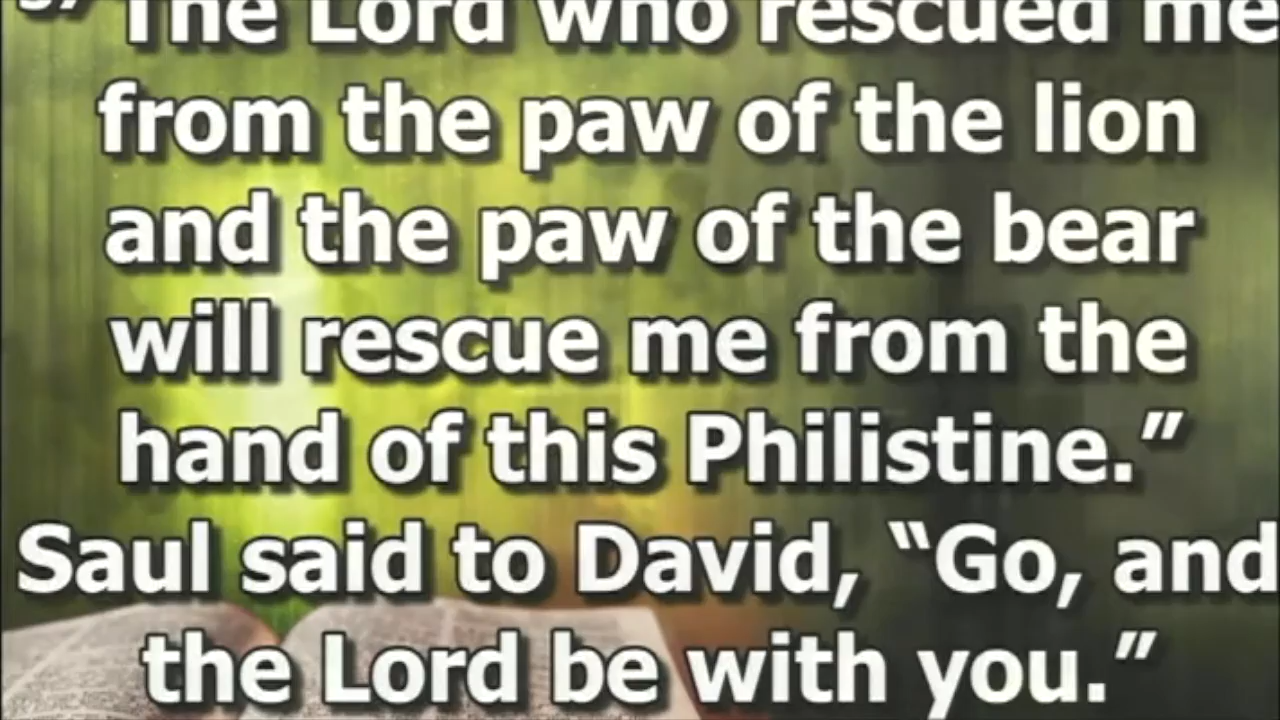 The Lord who rescued me
from the paw of the lion
and the paw of the bear
will rescue me from the
hand of this Philistine.”
Saul said to David, “Go, and
the Lord be with you.”